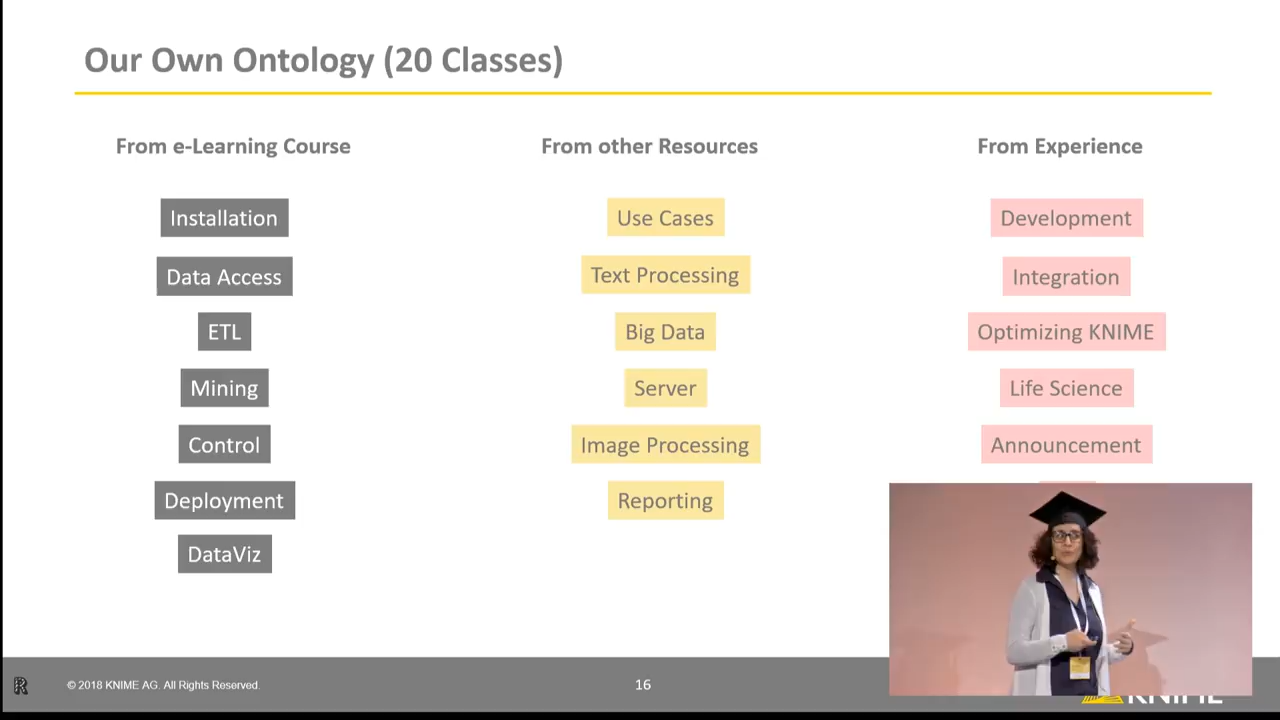 Our Own Ontology (20 Classes)
From e-Learning Course
Installation
Data Access
ETL
Mining
Control
Deployment
DataViz
From other Resources
Use Cases
Text Processing
Big Data
Server
Image Processing
Reporting
From Experience
Development
Integration
Optimizing KNIME
Life Science
Announcement
R
© 2018 KNIME AG. All Rights Reserved.
16
KNIME